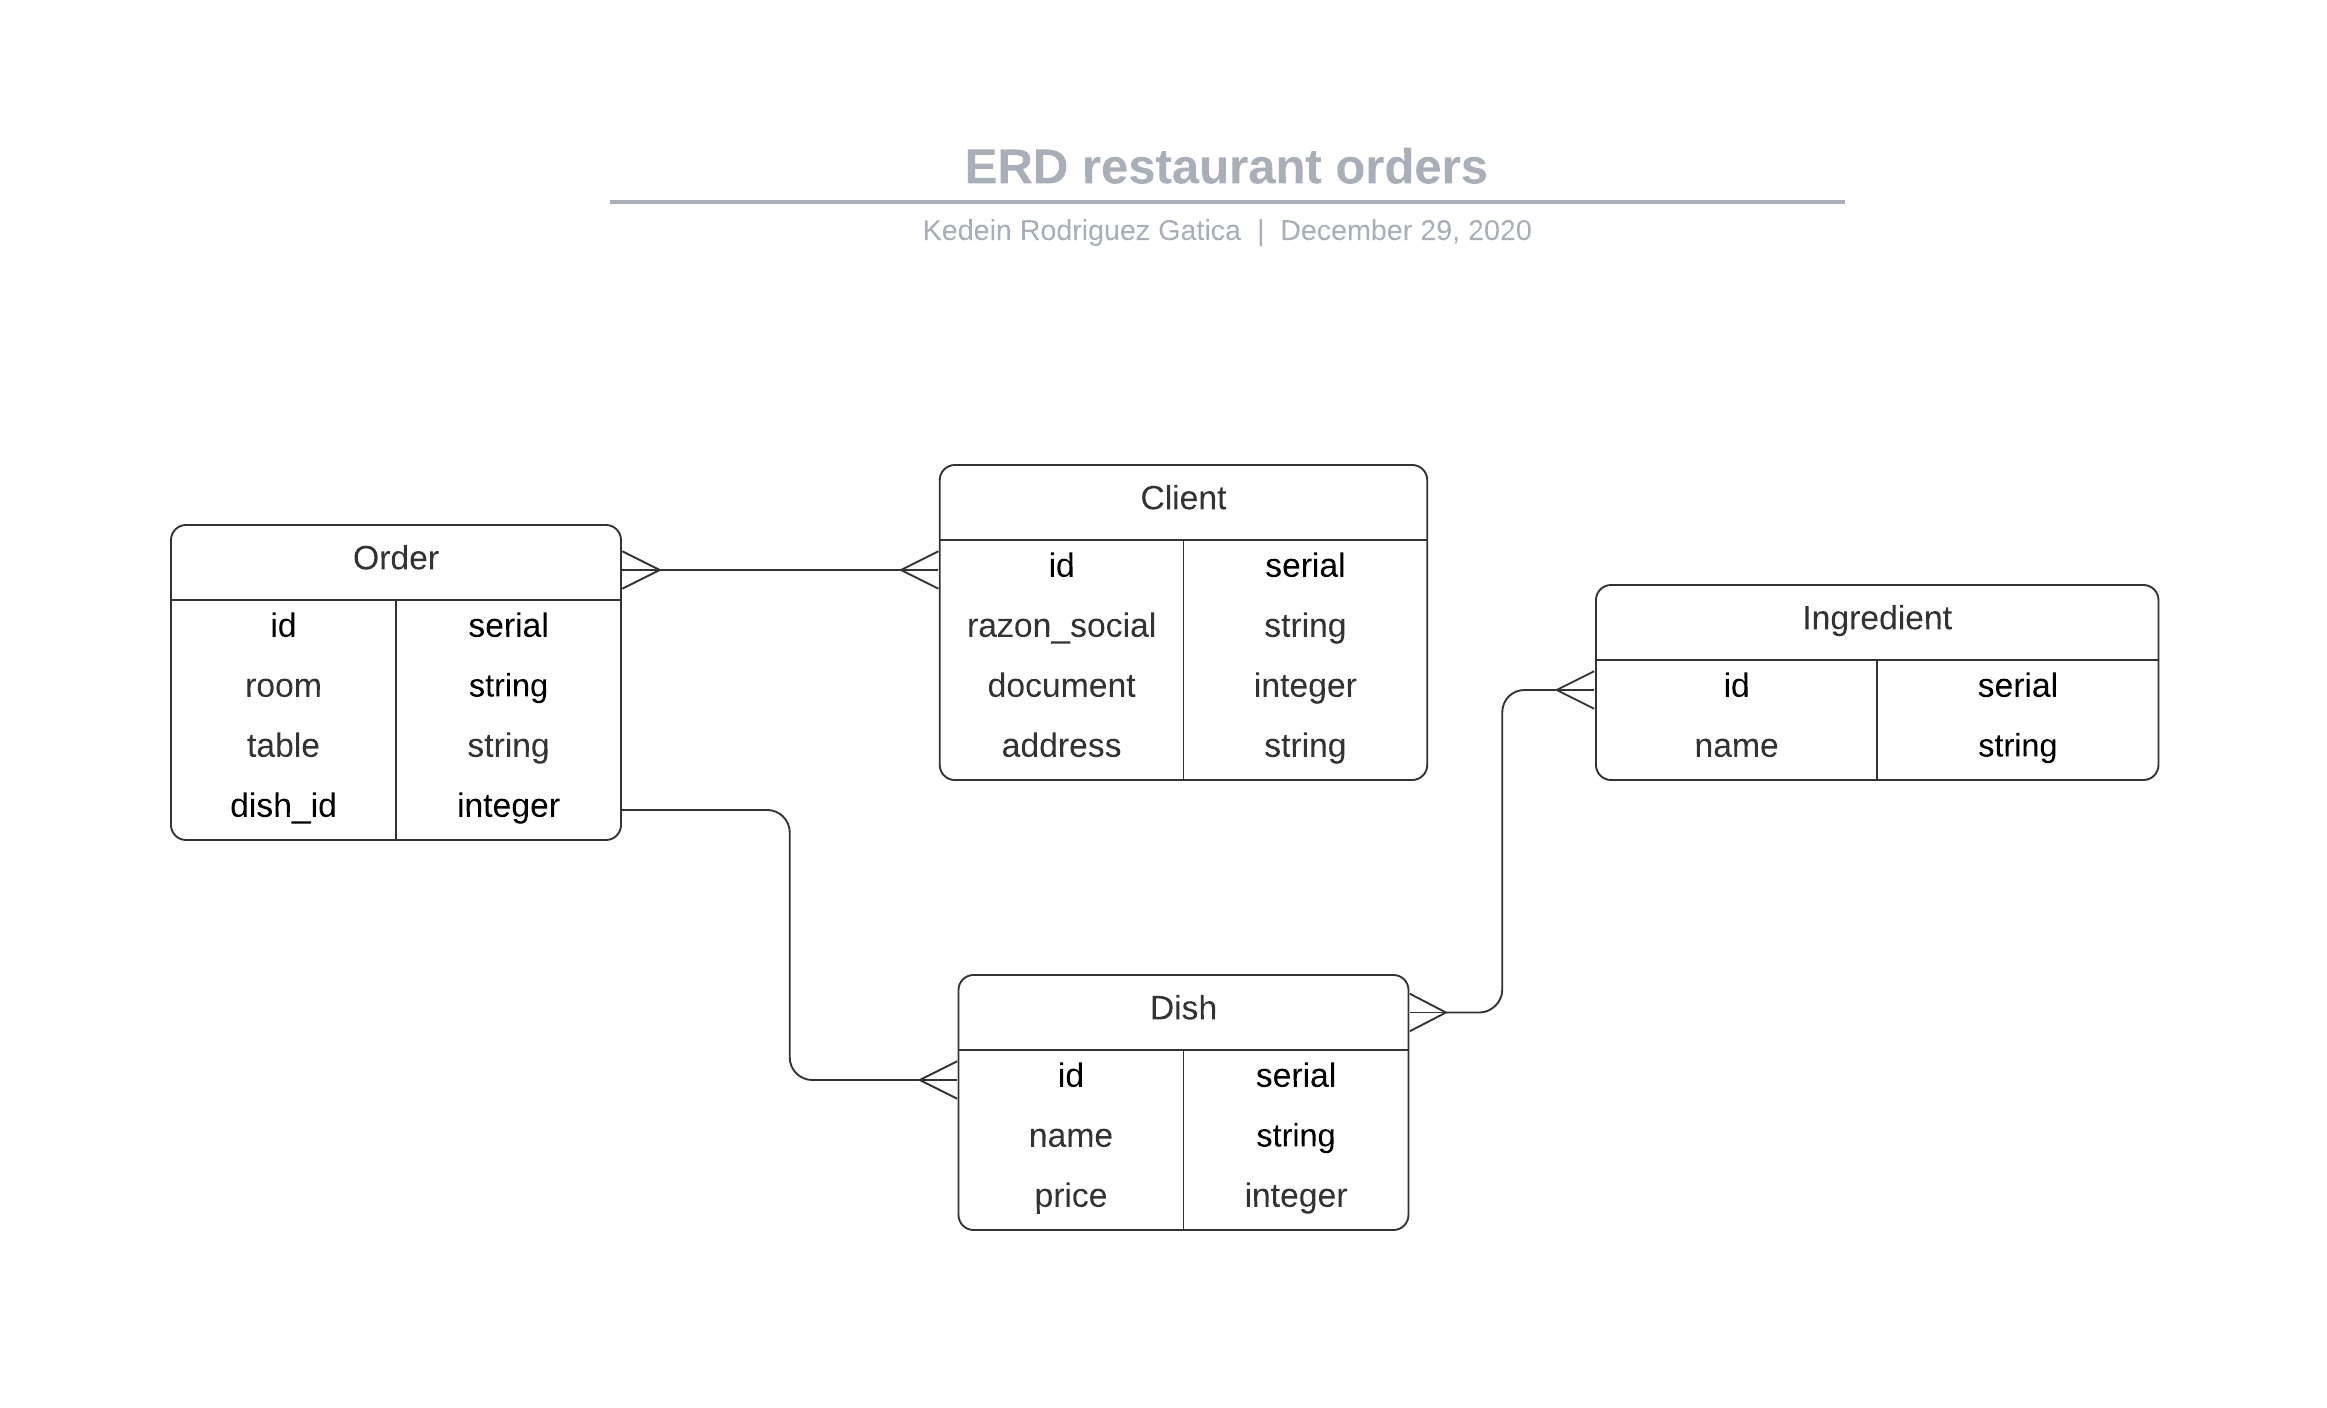 ERD restaurant orders
Kedein Rodriguez Gatica | December 29, 2020
Order
id serial
room string
table string
dish_id integer
Client
id serial
razon_social string
document integer
address string
Ingredient
id serial
name string
Dish
id serial
name string
price integer